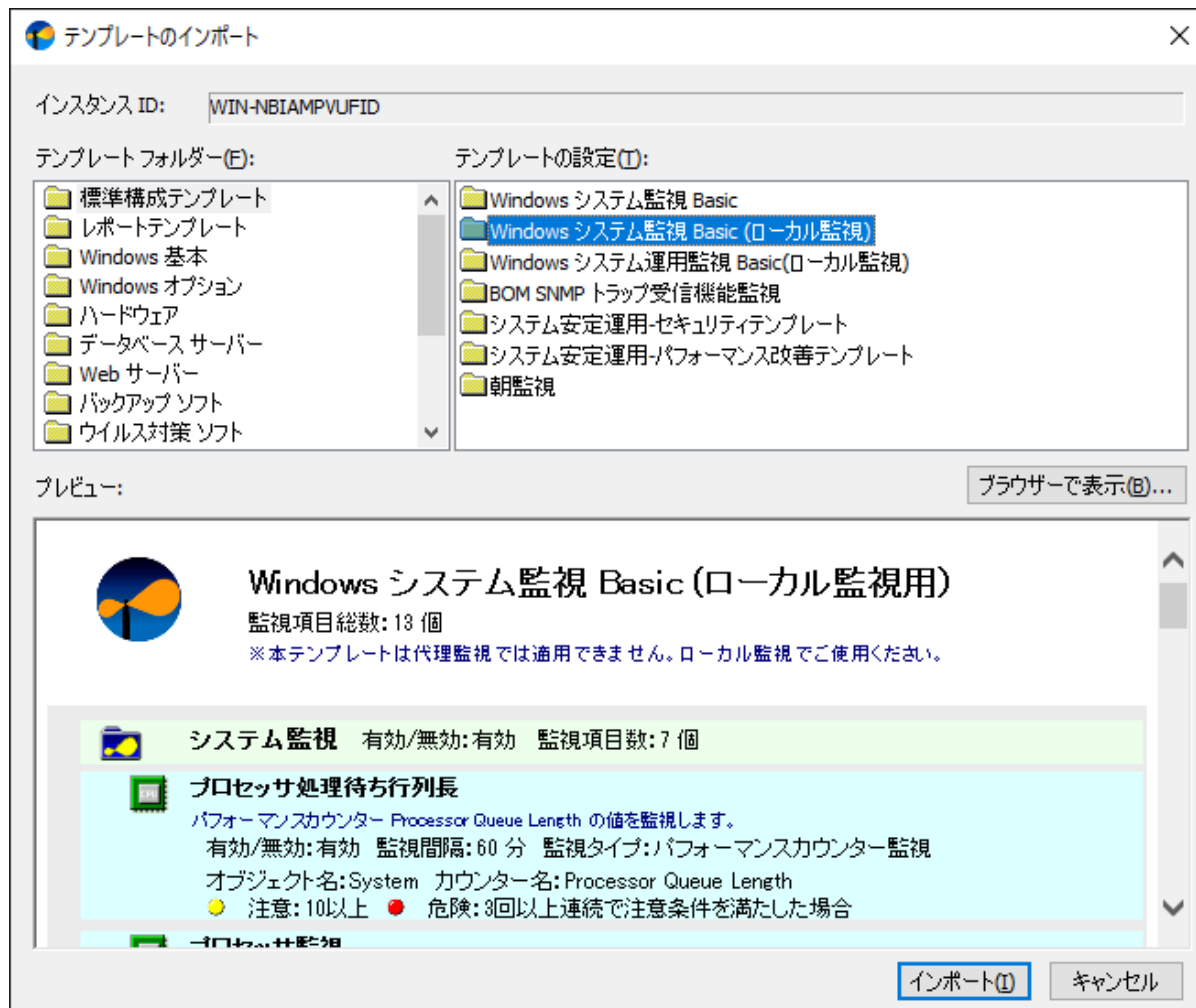 テンプレートのインポート
インスタンス ID: WIN-NBIAMPVUFID
テンプレート フォルダー(F):
標準構成テンプレート
レポートテンプレート
Windows 基本
Windows オプション
ハードウェア
データベース サーバー
Web サーバー
バックアップ ソフト
ウイルス対策 ソフト
テンプレートの設定(T):
Windows システム監視 Basic
Windows システム監視 Basic (ローカル監視)
Windows システム運用監視 Basic(ローカル監視)
BOM SNMP トラップ受信機能監視
システム安定運用-セキュリティテンプレート
システム安定運用-パフォーマンス改善テンプレート
朝監視
プレビュー:
ブラウザーで表示(B)...
Windows システム監視 Basic (ローカル監視用)
監視項目総数: 13 個
※本テンプレートは代理監視では適用できません。ローカル監視でご使用ください。
システム監視 有効/無効:有効 監視項目数:7 個
CPU
プロセッサ処理待ち行列長
パフォーマンスカウンター Processor Queue Length の値を監視します。
有効/無効:有効 監視間隔:60 分 監視タイプ:パフォーマンスカウンター監視
オブジェクト名:System カウンター名:Processor Queue Length
注意:10以上 危険:3回以上連続で注意条件を満たした場合
プロセッサ監視
インポート(I)
キャンセル